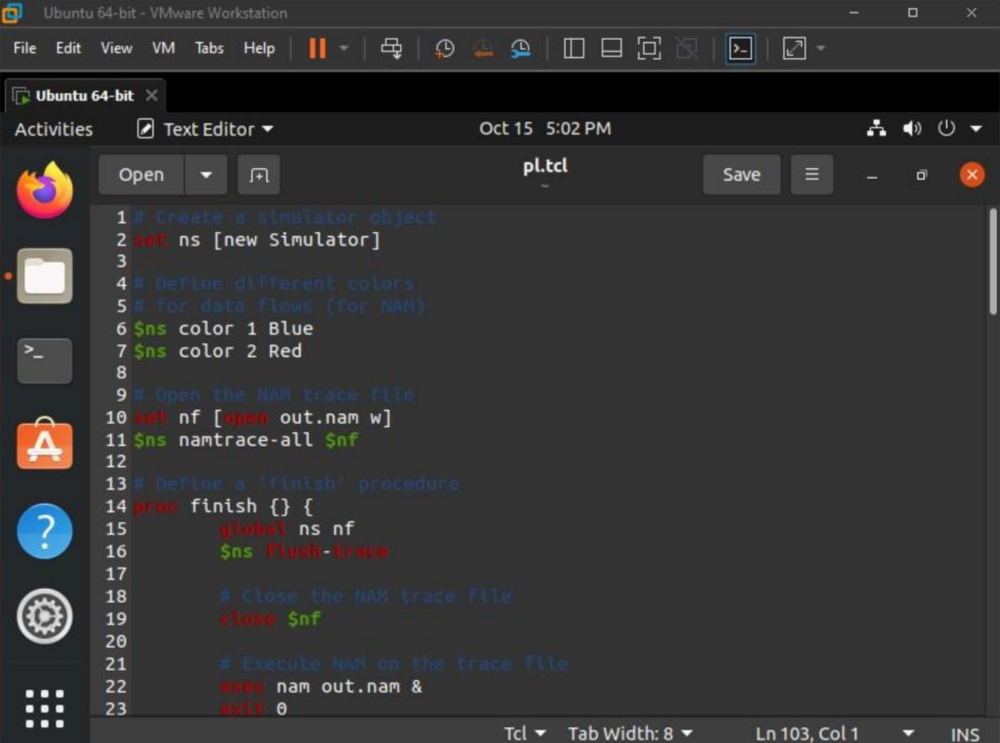 Ubuntu 64-bit - VMware Workstation
File Edit View VM Tabs Help
Ubuntu 64-bit
Activities Text Editor Oct 15 5:02 PM
Open pl.tcl Save
~
1 # Create a simulator object
2 set ns [new Simulator]
3
4 # Define different colors
5 # for data flows (for NAM)
6 $ns color 1 Blue
7 $ns color 2 Red
8
9 # Open the NAM trace file
10 set nf [open out.nam w]
11 $ns namtrace-all $nf
12
13 # Define a 'finish' procedure
14 proc finish {} {
15 global ns nf
16 $ns flush-trace
17
18 # Close the NAM trace file
19 close $nf
20
21 # Execute NAM on the trace file
22 exec nam out.nam &
23 exit 0
Tcl Tab Width: 8 Ln 103, Col 1 INS